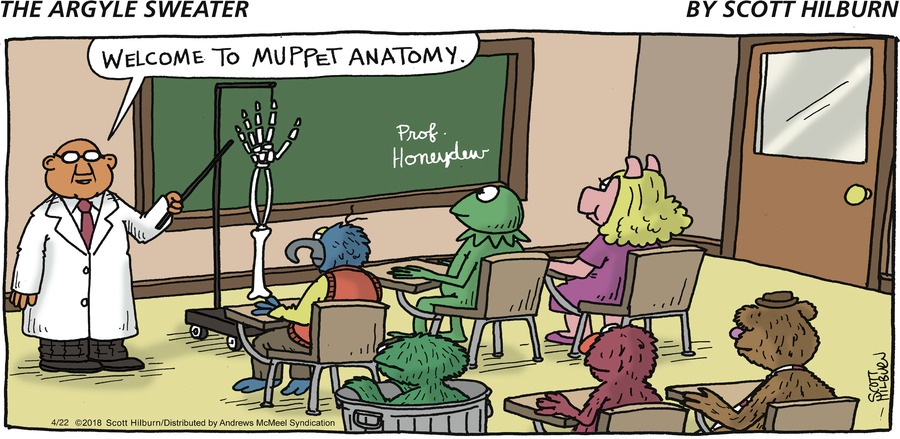 THE ARGYLE SWEATER
BY SCOTT HILBURN
WELCOME TO MUPPET ANATOMY.
Prof.
Honeydew
4/22 ©2018 Scott Hilburn/Distributed by Andrews McMeel Syndication
SCOTT
HILBURN